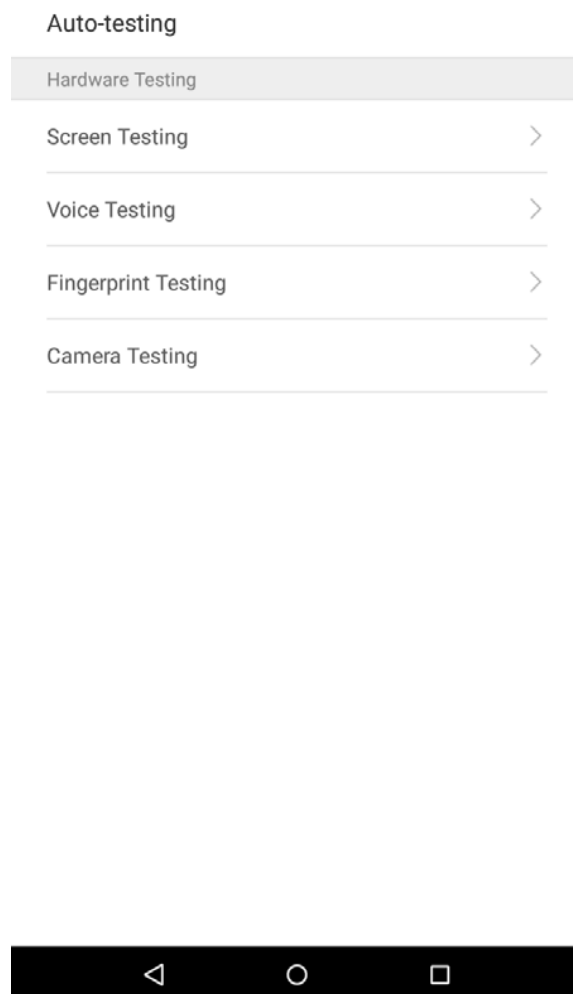 Auto-testing
Hardware Testing
Screen Testing
Voice Testing
Fingerprint Testing
Camera Testing